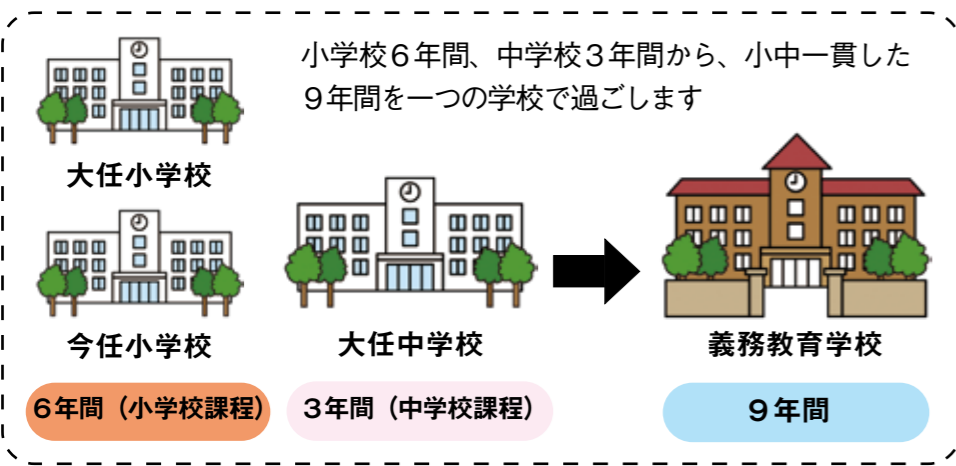 小学校６年間、中学校３年間から、小中一貫した
９年間を一つの学校で過ごします
大任小学校
今任小学校
大任中学校
義務教育学校
６年間（小学校課程）
３年間（中学校課程）
９年間